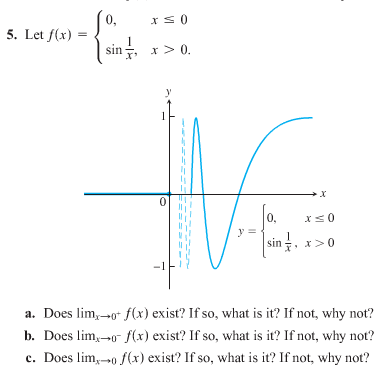 5. Let f(x) = { 0, x ≤ 0
sin 1/x, x > 0.
y
1
x
0
y = { 0, x ≤ 0
sin 1/x, x > 0
−1
a. Does lim_{x→0⁺} f(x) exist? If so, what is it? If not, why not?
b. Does lim_{x→0⁻} f(x) exist? If so, what is it? If not, why not?
c. Does lim_{x→0} f(x) exist? If so, what is it? If not, why not?